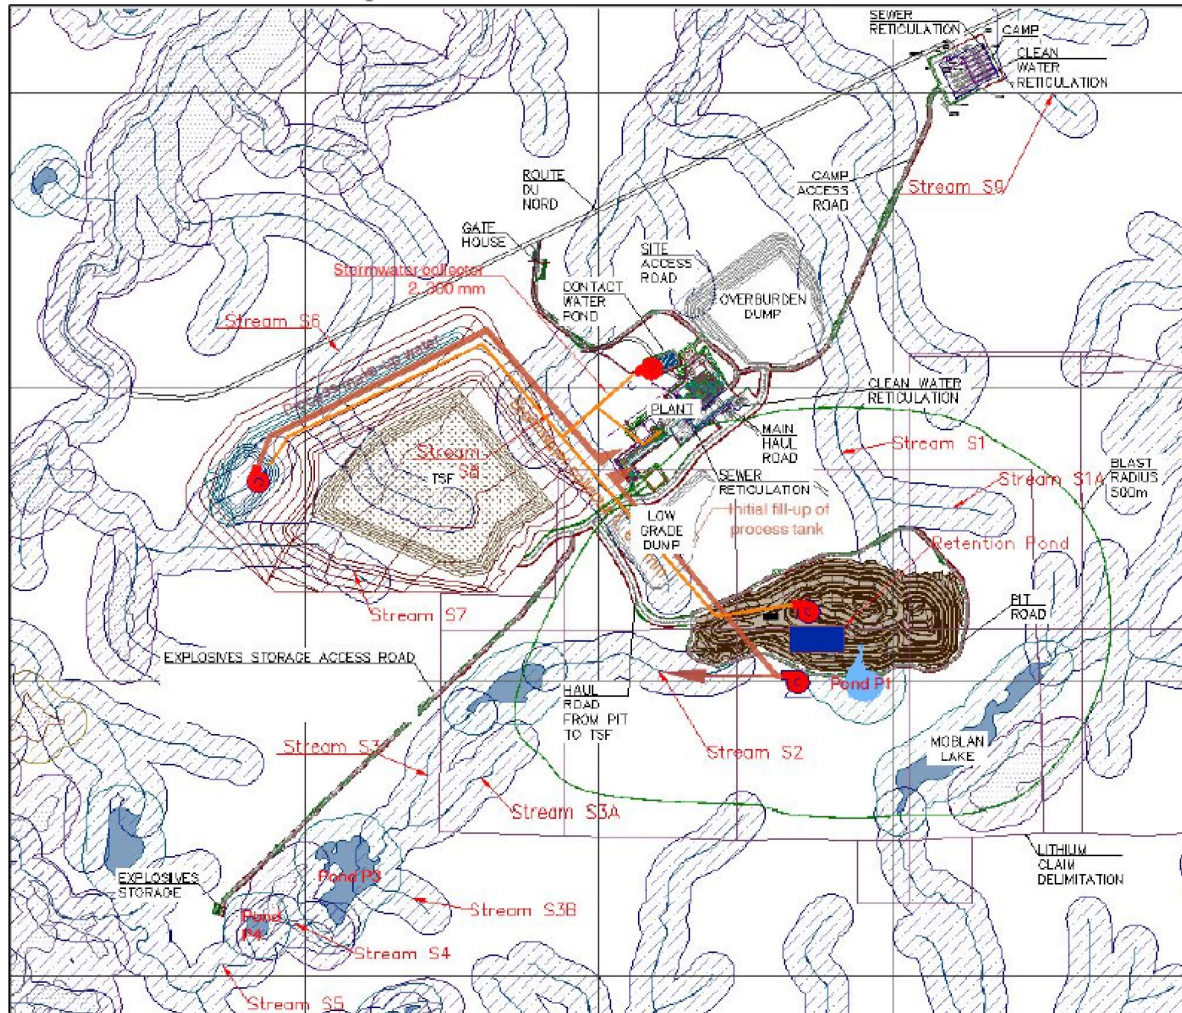 SEWER
RETICULATION
CAMP
CLEAN
WATER
RETICULATION
ROUTE
DU
NORD
CAMP
ACCESS
ROAD
Stream S9
GATE
HOUSE
SITE
ACCESS
ROAD
Stormwater collector
2, 300 mm
CONTACT
WATER
POND
OVERBURDEN
DUMP
Stream S6
water
CLEAN WATER
RETICULATION
PLANT
MAIN
HAUL
ROAD
Stream S1
Stream
S8
TSF
SEWER
RETICULATION
Stream S1A
BLAST
RADIUS
500m
LOW
GRADE
DUMP
Initial fill-up of
process tank
Retention Pond
Stream S7
PIT
ROAD
EXPLOSIVES STORAGE ACCESS ROAD
HAUL
ROAD
FROM PIT
TO TSF
Pond P1
Stream S3
Stream S2
MOBLAN
LAKE
Stream S3A
LITHIUM
CLAIM
DELIMITATION
EXPLOSIVES
STORAGE
Pond P3
Stream S3B
Pond
P4
Stream S4
Stream S5